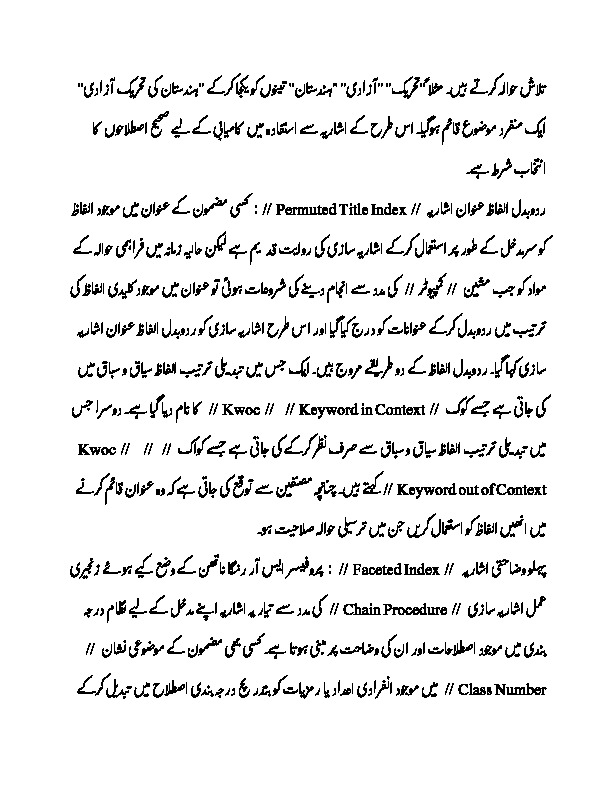 تلاش حوالہ کرتے ہیں۔ مثلاً "تحریک" "آزادی" "ہندستان" تینوں کو یکجا کرکے "ہندستان کی تحریک آزادی"
ایک منفرد موضوع قائم ہوگیا۔ اس طرح کے اشاریہ سے استفادہ میں کامیابی کے لیے صحیح اصطلاحوں کا
انتخاب شرط ہے۔
ردوبدل الفاظ عنوان اشاریہ // Permuted Title Index // : کسی مضمون کے عنوان میں موجود الفاظ
کو سرمدخل کے طور پر استعمال کرکے اشاریہ سازی کی روایت قدیم ہے لیکن حالیہ زمانہ میں فراہمی حوالہ کے
مواد کو جب مشین // کمپیوٹر // کی مدد سے انجام دینے کی شروعات ہوئی تو عنوان میں موجود کلیدی الفاظ کی
ترتیب میں ردوبدل کرکے عنوانات کو درج کیا گیا اور اس طرح اشاریہ سازی کو ردوبدل الفاظ عنوان اشاریہ
سازی کہا گیا۔ ردوبدل الفاظ کے دو طریقے مروج ہیں۔ ایک جس میں تبدیلی ترتیب الفاظ سیاق و سباق میں
کی جاتی ہے جسے کوک // Kwoc // // Keyword in Context // کا نام دیا گیا ہے۔ دوسرا جس
میں تبدیلی ترتیب الفاظ سیاق و سباق سے صرف نظر کرکے کی جاتی ہے جسے کواک // // // Kwoc
Keyword out of Context // کہتے ہیں۔ چنانچہ مصنفین سے توقع کی جاتی ہے کہ وہ عنوان قائم کرنے
میں انھیں الفاظ کو استعمال کریں جن میں ترسیلی حوالہ صلاحیت ہو۔
پہلو وضاحتی اشاریہ // Faceted Index // : پروفیسر ایس آر رنگاناتھن کے وضع کیے ہوئے زنجیری
عمل اشاریہ سازی // Chain Procedure // کی مدد سے تیار یہ اشاریہ اپنے مدخل کے لیے نظام درجہ
بندی میں موجود اصطلاحات اور ان کی وضاحت پر مبنی ہوتا ہے۔ کسی بھی مضمون کے موضوعی نشان //
Class Number // میں موجود انفرادی اعداد یا رمزیات کو بتدریج درجہ بندی اصطلاح میں تبدیل کرکے